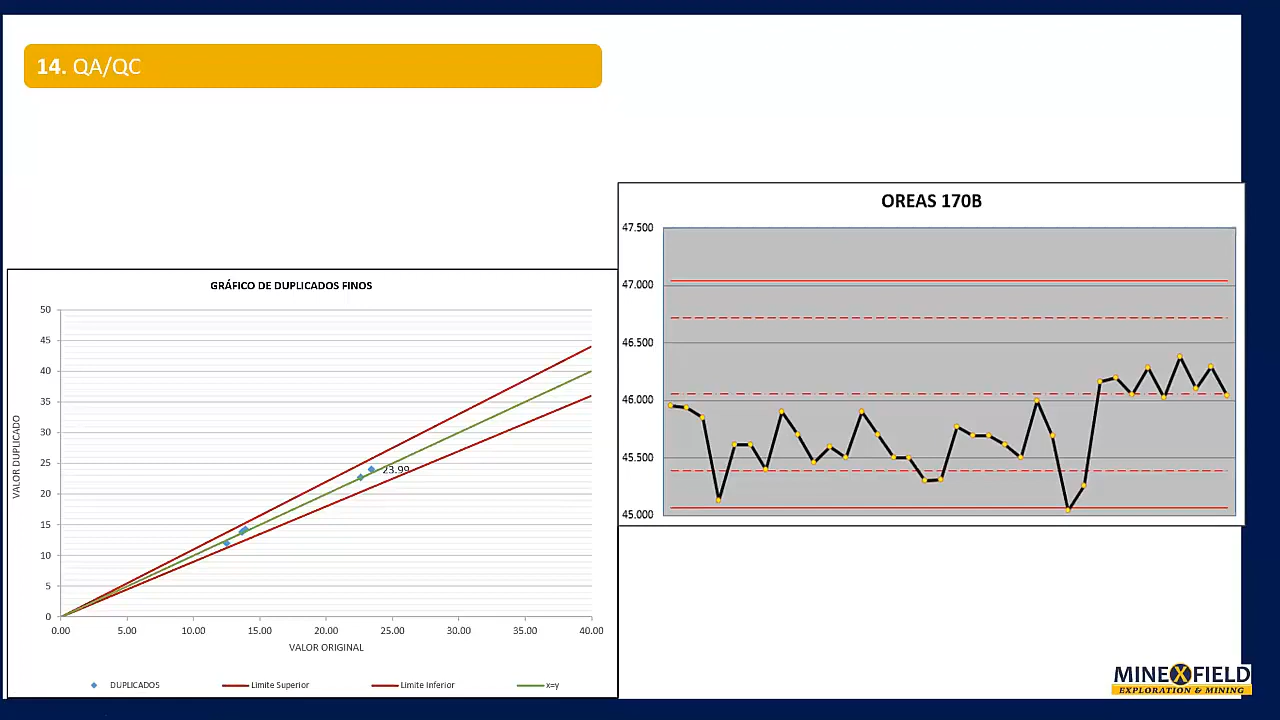 14. QA/QC
GRÁFICO DE DUPLICADOS FINOS
50
45
40
35
30
25
20
15
10
5
0
VALOR DUPLICADO
23.99
0.00 5.00 10.00 15.00 20.00 25.00 30.00 35.00 40.00
VALOR ORIGINAL
DUPLICADOS Limite Superior Limite Inferior x=y
OREAS 170B
47.500
47.000
46.500
46.000
45.500
45.000
MINEXFIELD
EXPLORATION & MINING